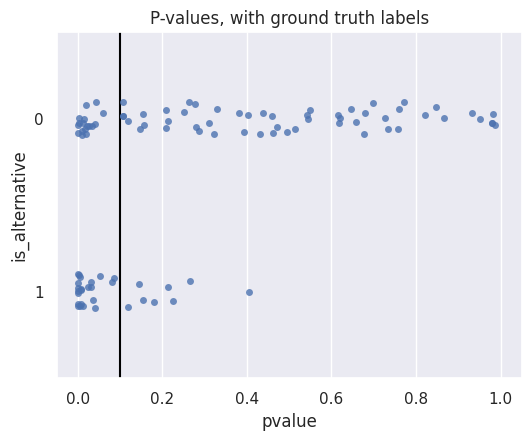 P-values, with ground truth labels
is_alternative
0
1
0.0 0.2 0.4 0.6 0.8 1.0
pvalue